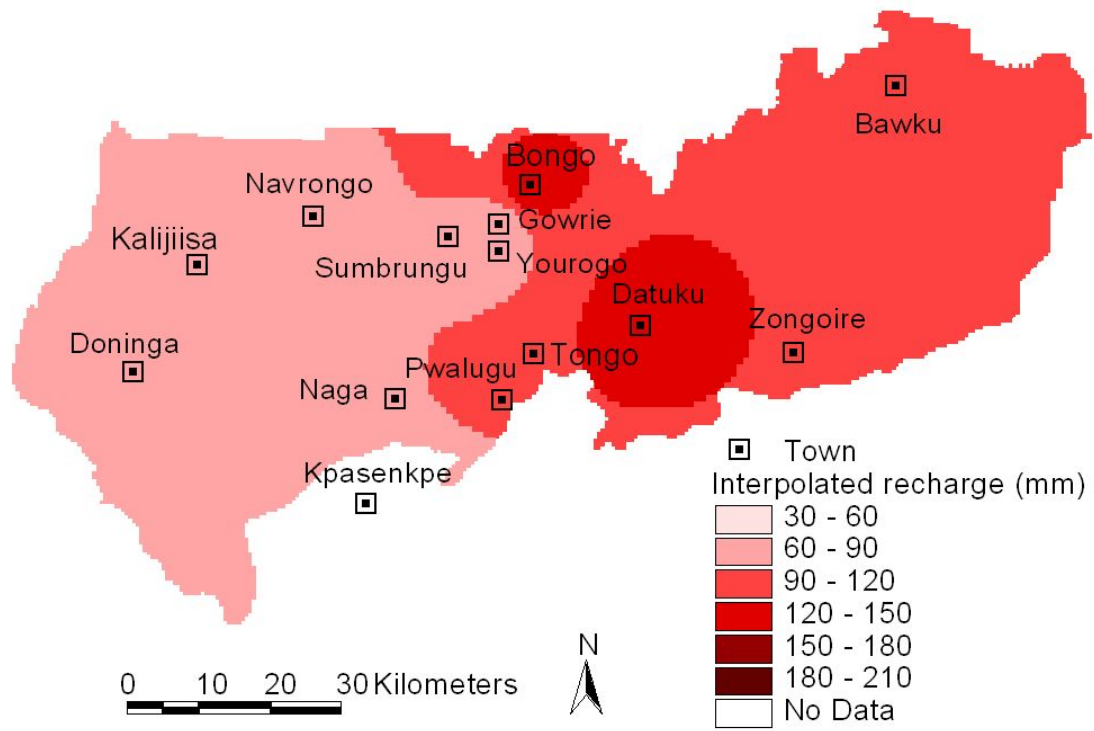 Bawku
Bongo
Navrongo
Gowrie
Kalijiisa
Sumbrungu
Yourogo
Datuku
Zongoire
Doninga
Tongo
Pwalugu
Naga
Kpasenkpe
Town
Interpolated recharge (mm)
30 - 60
60 - 90
90 - 120
120 - 150
150 - 180
180 - 210
No Data
N
0 10 20 30 Kilometers